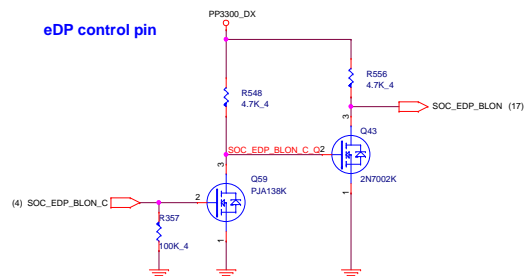 PP3300_DX
eDP control pin
R548
4.7K_4
R556
4.7K_4
SOC_EDP_BLON (17)
3
Q43
SOC_EDP_BLON_C_Q
2
2N7002K
1
3
Q59
PJA138K
(4) SOC_EDP_BLON_C
2
R357
100K_4
1